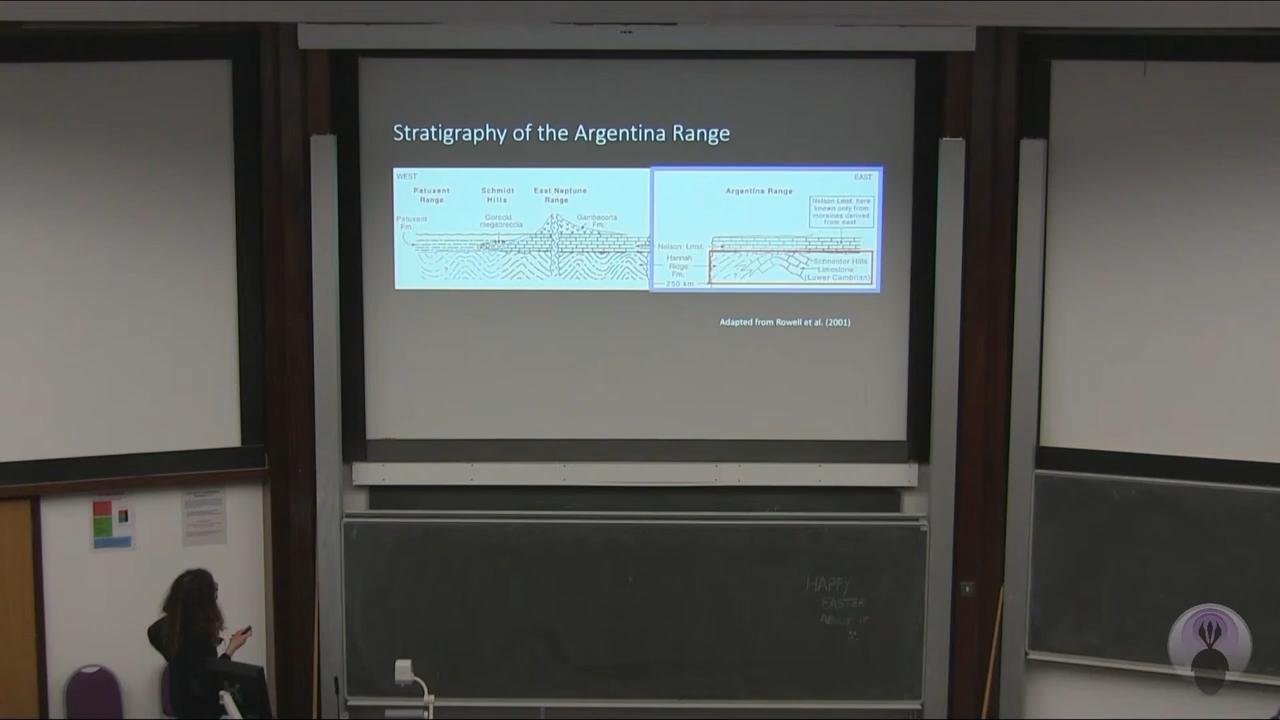 Stratigraphy of the Argentina Range
WEST
Patuxent
Range
Schmidt
Hills
East Neptune
Range
Patuxent
Fm.
Gorecki
megabreccia
Gambacorta
Fm.
EAST
Argentina Range
Nelson Lmst. here
known only from
moraines derived
from east
Nelson Lmst.
Hannah
Ridge
Fm.
250 km
Schneider Hills
Limestone
(Lower Cambrian)
Adapted from Rowell et al. (2001)
HAPPY
EASTER
ABOUT IT